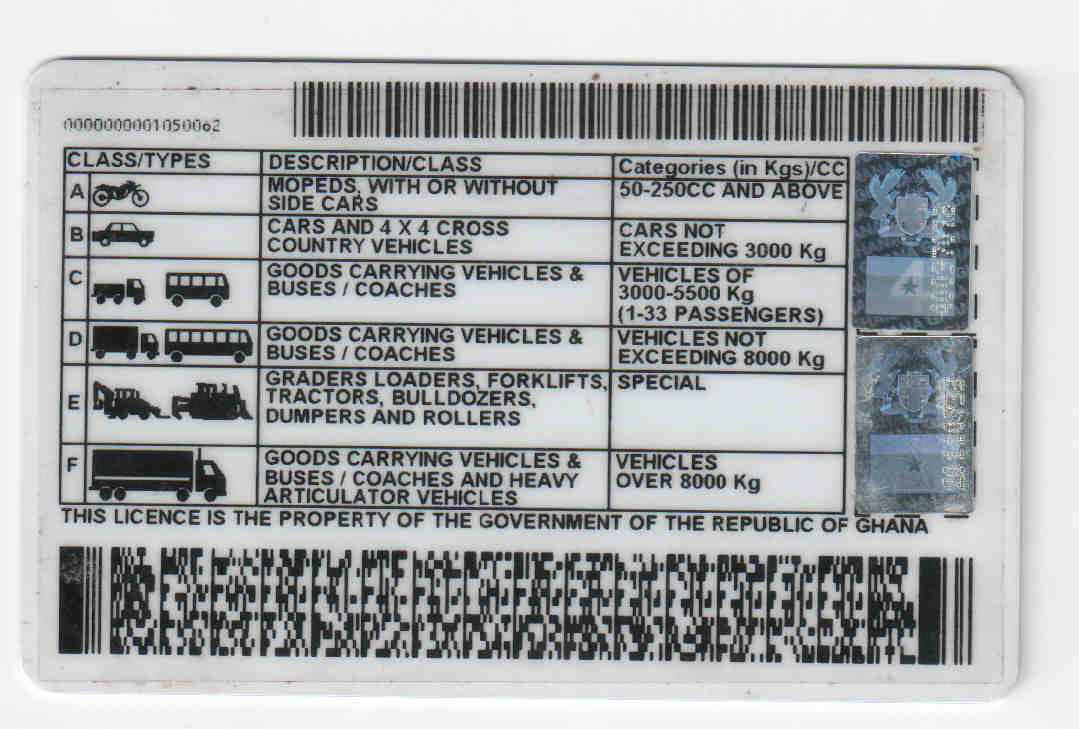 0000000001050062
CLASS/TYPES DESCRIPTION/CLASS Categories (in Kgs)/CC
A MOPEDS, WITH OR WITHOUT 50-250CC AND ABOVE
SIDE CARS
B CARS AND 4 X 4 CROSS CARS NOT
COUNTRY VEHICLES EXCEEDING 3000 Kg
C GOODS CARRYING VEHICLES & VEHICLES OF
BUSES / COACHES 3000-5500 Kg
(1-33 PASSENGERS)
D GOODS CARRYING VEHICLES & VEHICLES NOT
BUSES / COACHES EXCEEDING 8000 Kg
E GRADERS LOADERS, FORKLIFTS, SPECIAL
TRACTORS, BULLDOZERS,
DUMPERS AND ROLLERS
F GOODS CARRYING VEHICLES & VEHICLES
BUSES / COACHES AND HEAVY OVER 8000 Kg
ARTICULATOR VEHICLES
THIS LICENCE IS THE PROPERTY OF THE GOVERNMENT OF THE REPUBLIC OF GHANA